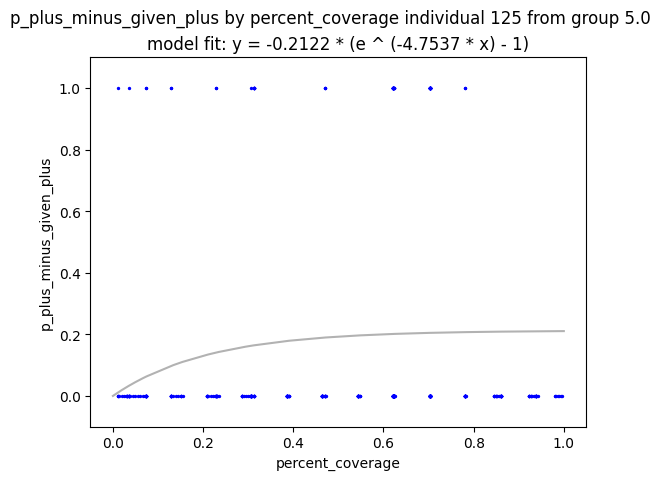 p_plus_minus_given_plus by percent_coverage individual 125 from group 5.0
model fit: y = -0.2122 * (e ^ (-4.7537 * x) - 1)
1.0
0.8
0.6
0.4
0.2
0.0
p_plus_minus_given_plus
0.0 0.2 0.4 0.6 0.8 1.0
percent_coverage